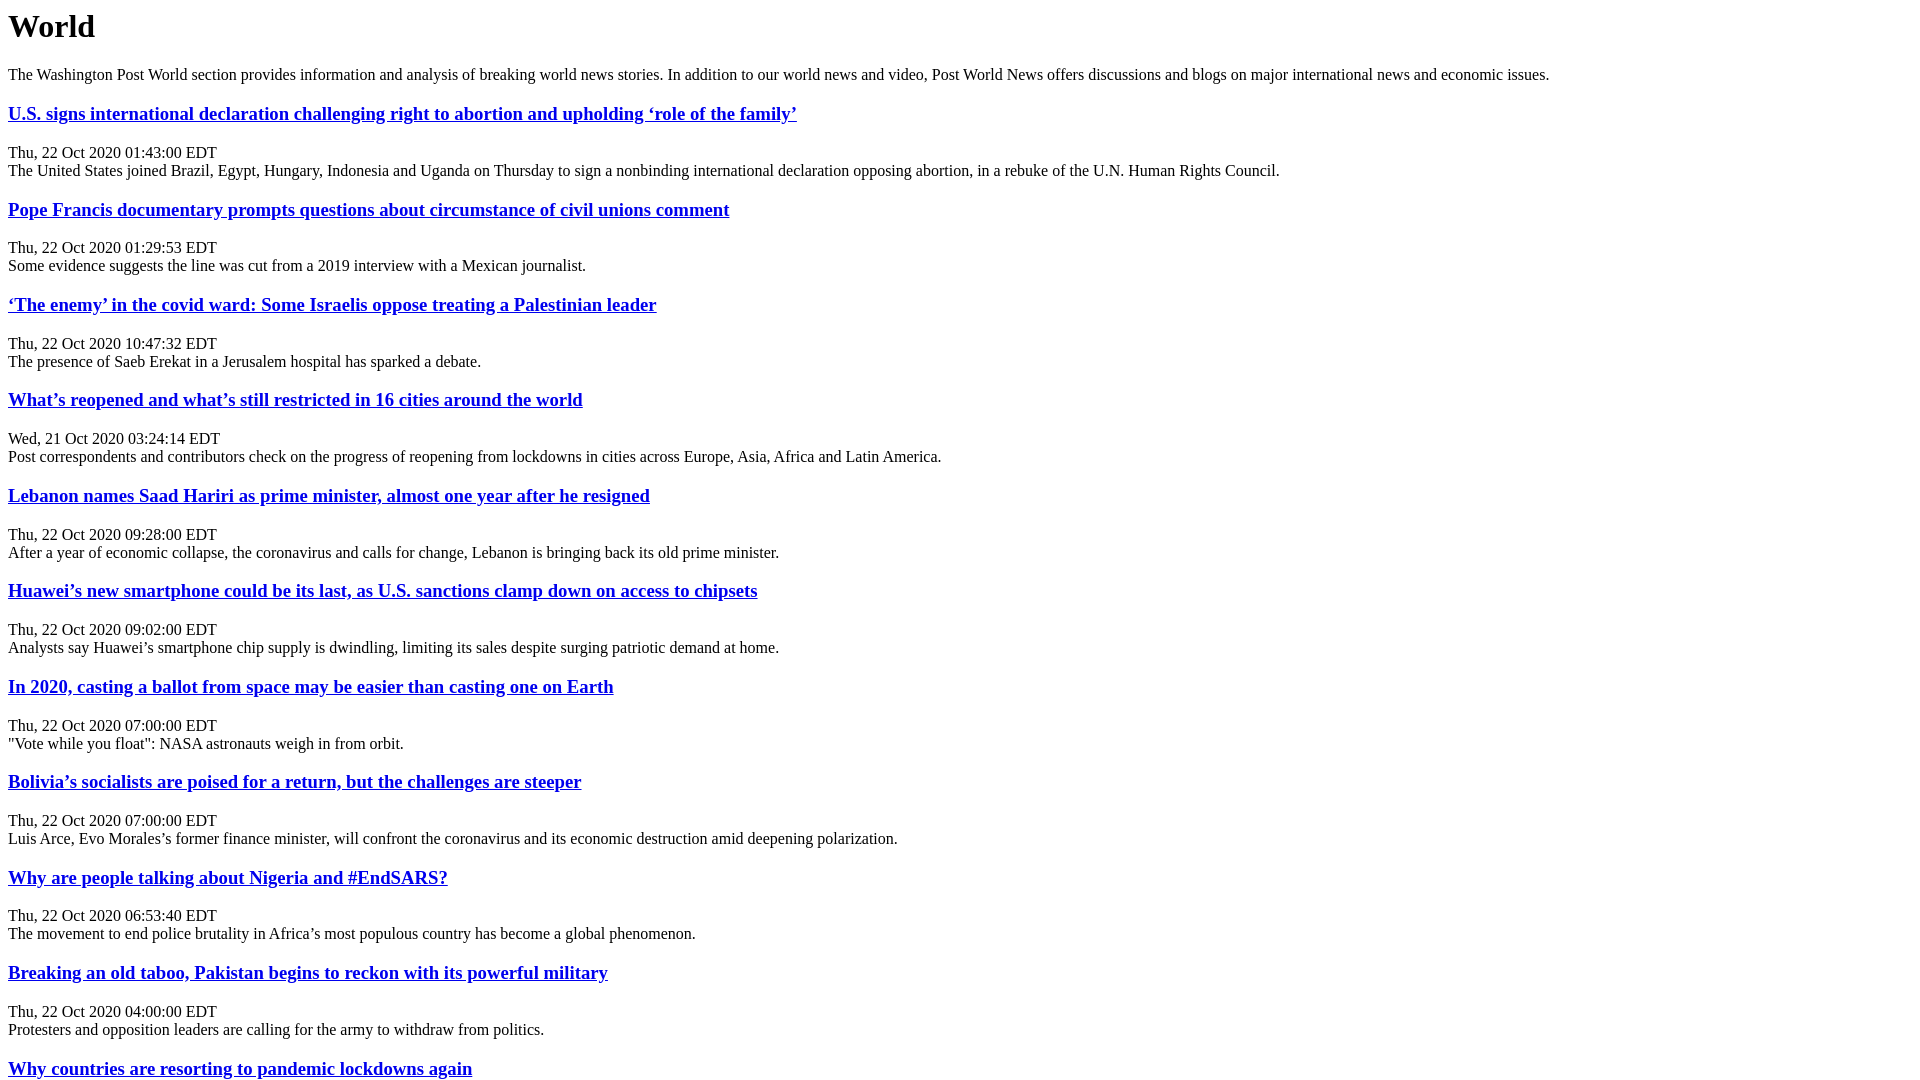 World
The Washington Post World section provides information and analysis of breaking world news stories. In addition to our world news and video, Post World News offers discussions and blogs on major international news and economic issues.
U.S. signs international declaration challenging right to abortion and upholding ‘role of the family’
Thu, 22 Oct 2020 01:43:00 EDT
The United States joined Brazil, Egypt, Hungary, Indonesia and Uganda on Thursday to sign a nonbinding international declaration opposing abortion, in a rebuke of the U.N. Human Rights Council.
Pope Francis documentary prompts questions about circumstance of civil unions comment
Thu, 22 Oct 2020 01:29:53 EDT
Some evidence suggests the line was cut from a 2019 interview with a Mexican journalist.
‘The enemy’ in the covid ward: Some Israelis oppose treating a Palestinian leader
Thu, 22 Oct 2020 10:47:32 EDT
The presence of Saeb Erekat in a Jerusalem hospital has sparked a debate.
What’s reopened and what’s still restricted in 16 cities around the world
Wed, 21 Oct 2020 03:24:14 EDT
Post correspondents and contributors check on the progress of reopening from lockdowns in cities across Europe, Asia, Africa and Latin America.
Lebanon names Saad Hariri as prime minister, almost one year after he resigned
Thu, 22 Oct 2020 09:28:00 EDT
After a year of economic collapse, the coronavirus and calls for change, Lebanon is bringing back its old prime minister.
Huawei’s new smartphone could be its last, as U.S. sanctions clamp down on access to chipsets
Thu, 22 Oct 2020 09:02:00 EDT
Analysts say Huawei’s smartphone chip supply is dwindling, limiting its sales despite surging patriotic demand at home.
In 2020, casting a ballot from space may be easier than casting one on Earth
Thu, 22 Oct 2020 07:00:00 EDT
"Vote while you float": NASA astronauts weigh in from orbit.
Bolivia’s socialists are poised for a return, but the challenges are steeper
Thu, 22 Oct 2020 07:00:00 EDT
Luis Arce, Evo Morales’s former finance minister, will confront the coronavirus and its economic destruction amid deepening polarization.
Why are people talking about Nigeria and #EndSARS?
Thu, 22 Oct 2020 06:53:40 EDT
The movement to end police brutality in Africa’s most populous country has become a global phenomenon.
Breaking an old taboo, Pakistan begins to reckon with its powerful military
Thu, 22 Oct 2020 04:00:00 EDT
Protesters and opposition leaders are calling for the army to withdraw from politics.
Why countries are resorting to pandemic lockdowns again